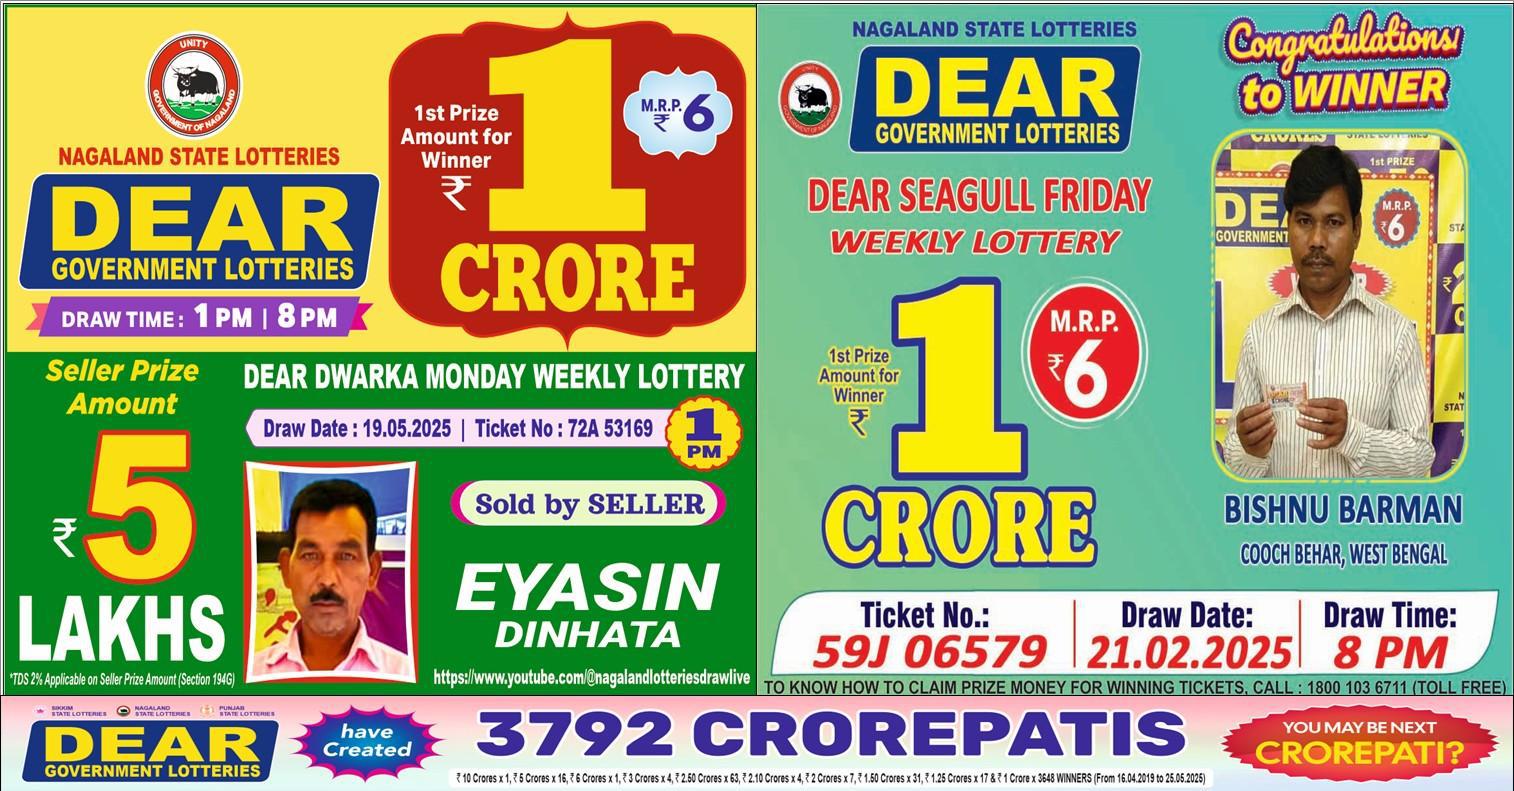 UNITY
GOVERNMENT OF NAGALAND
NAGALAND STATE LOTTERIES
DEAR
GOVERNMENT LOTTERIES
DRAW TIME : 1 PM | 8 PM
1st Prize
Amount for
Winner
₹
1
CRORE
M.R.P.
₹ 6
Seller Prize
Amount
₹ 5
LAKHS
*TDS 2% Applicable on Seller Prize Amount (Section 194G)
DEAR DWARKA MONDAY WEEKLY LOTTERY
Draw Date : 19.05.2025 | Ticket No : 72A 53169
1
PM
Sold by SELLER
EYASIN
DINHATA
https://www.youtube.com/@nagalandlotteriesdrawlive
NAGALAND STATE LOTTERIES
UNITY
GOVERNMENT OF NAGALAND
DEAR
GOVERNMENT LOTTERIES
DEAR SEAGULL FRIDAY
WEEKLY LOTTERY
1st Prize
Amount for
Winner
₹
1
CRORE
M.R.P.
₹6
Congratulations
to WINNER
1st PRIZE
M.R.P.
₹6
BISHNU BARMAN
COOCH BEHAR, WEST BENGAL
Ticket No.:
59J 06579
Draw Date:
21.02.2025
Draw Time:
8 PM
TO KNOW HOW TO CLAIM PRIZE MONEY FOR WINNING TICKETS, CALL : 1800 103 6711 (TOLL FREE)
SIKKIM
STATE LOTTERIES
NAGALAND
STATE LOTTERIES
PUNJAB
STATE LOTTERIES
DEAR
GOVERNMENT LOTTERIES
have
Created
3792 CROREPATIS
₹ 10 Crores x 1, ₹ 5 Crores x 16, ₹ 6 Crores x 1, ₹ 3 Crores x 4, ₹ 2.50 Crores x 63, ₹ 2.10 Crores x 4, ₹ 2 Crores x 7, ₹ 1.50 Crores x 31, ₹ 1.25 Crores x 17 & ₹ 1 Crore x 3648 WINNERS (From 16.04.2019 to 25.05.2025)
YOU MAY BE NEXT
CROREPATI?